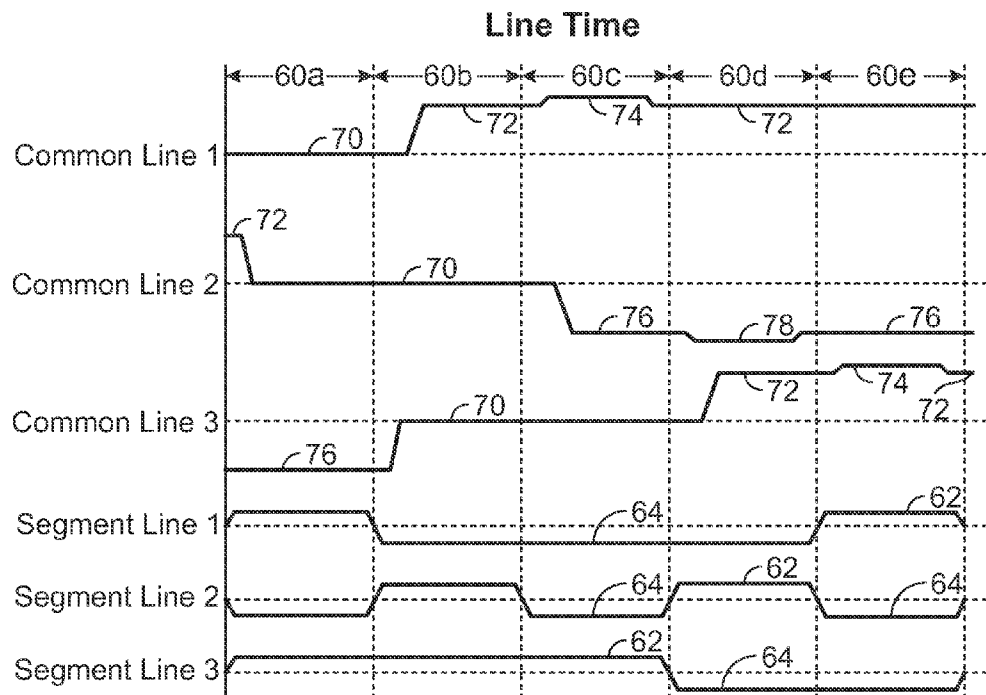 Line Time
60a 60b 60c 60d 60e
72 74 72
Common Line 1 70
72
Common Line 2 70
76 78 76
72 74 72
Common Line 3 70
76
Segment Line 1 64 62
Segment Line 2 64 62 64
Segment Line 3 62 64